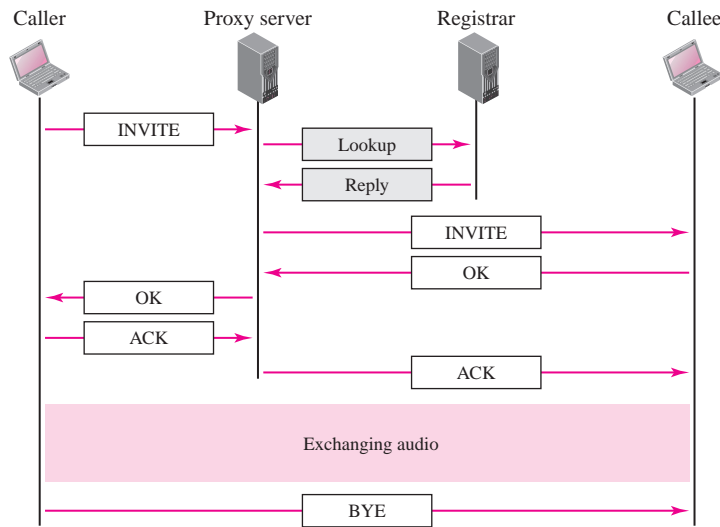 Caller
Proxy server
Registrar
Callee
INVITE
Lookup
Reply
INVITE
OK
OK
ACK
ACK
Exchanging audio
BYE